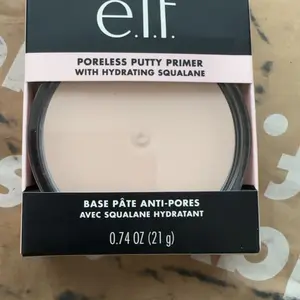 e.l.f.
PORELESS PUTTY PRIMER
WITH HYDRATING SQUALANE
BASE PÂTE ANTI-PORES
AVEC SQUALANE HYDRATANT
0.74 OZ (21 g)